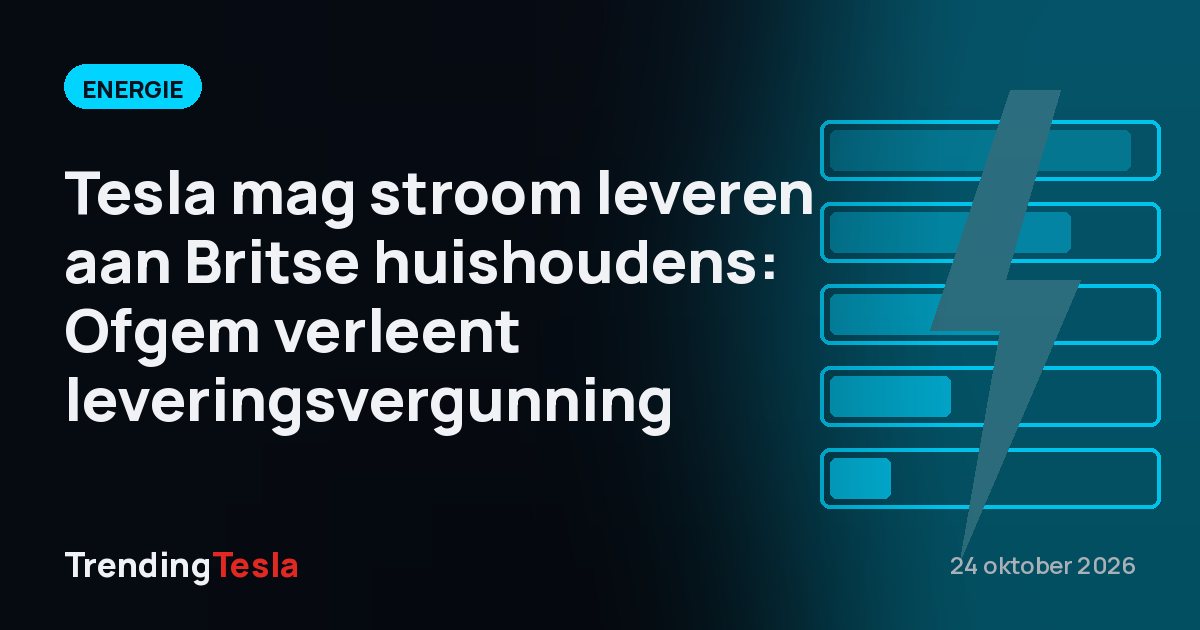 ENERGIE
Tesla mag stroom leveren
aan Britse huishoudens:
Ofgem verleent
leveringsvergunning
TrendingTesla
24 oktober 2026